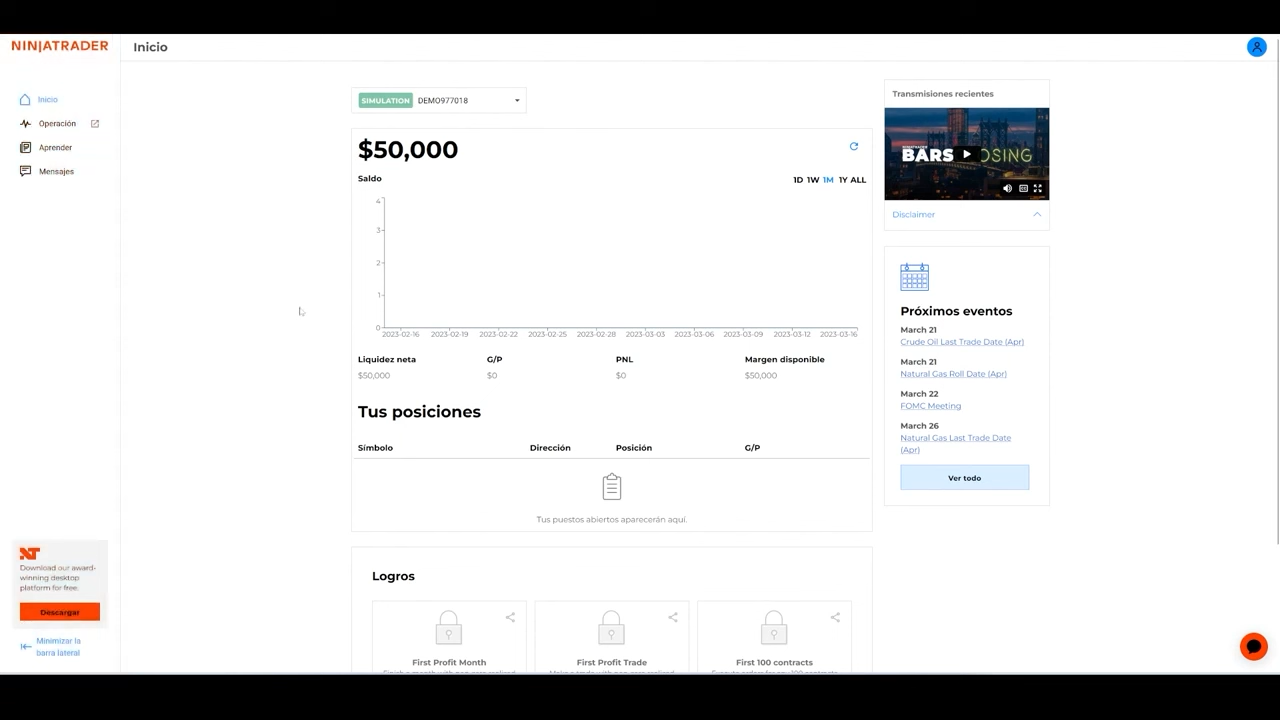 NINJATRADER
Inicio
Inicio
Operación
Aprender
Mensajes
SIMULATION DEMO977018
$50,000
Saldo
1D 1W 1M 1Y ALL
4
3
2
1
0
2023-02-16 2023-02-19 2023-02-22 2023-02-25 2023-02-28 2023-03-03 2023-03-06 2023-03-09 2023-03-12 2023-03-16
Liquidez neta G/P PNL Margen disponible
$50,000 $0 $0 $50,000
Tus posiciones
Símbolo Dirección Posición G/P
Tus puestos abiertos aparecerán aquí.
Logros
First Profit Month First Profit Trade First 100 contracts
Transmisiones recientes
BARS
OSING
Disclaimer
Próximos eventos
March 21
Crude Oil Last Trade Date (Apr)
March 21
Natural Gas Roll Date (Apr)
March 22
FOMC Meeting
March 26
Natural Gas Last Trade Date
(Apr)
Ver todo
NT
Download our award-
winning desktop
platform for free.
Descargar
Minimizar la
barra lateral